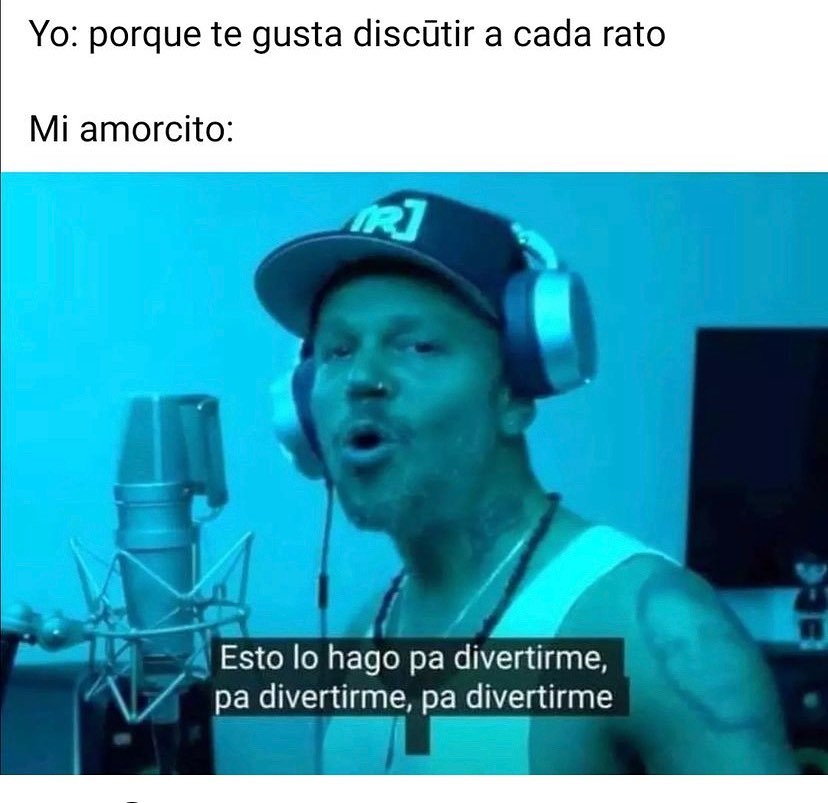 Yo: porque te gusta discūtir a cada rato
Mi amorcito:
[R]
Esto lo hago pa divertirme,
pa divertirme, pa divertirme